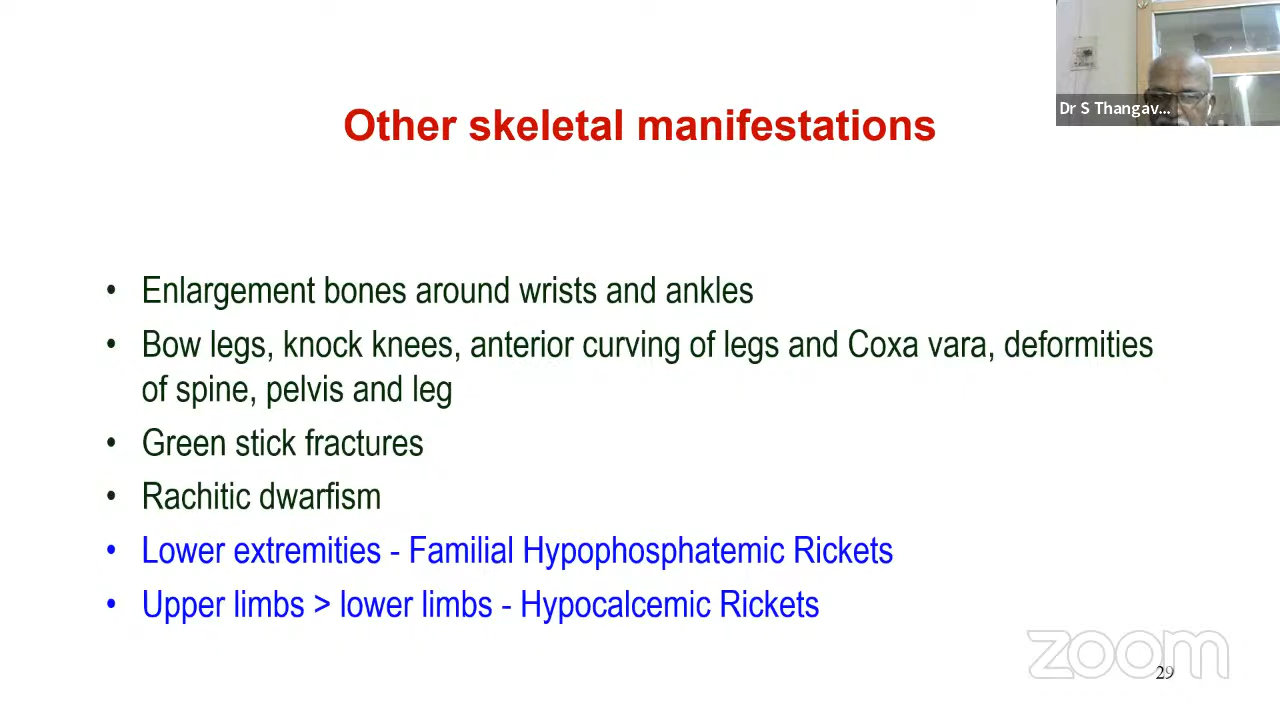 Dr S Thangav...
Other skeletal manifestations
• Enlargement bones around wrists and ankles
• Bow legs, knock knees, anterior curving of legs and Coxa vara, deformities
of spine, pelvis and leg
• Green stick fractures
• Rachitic dwarfism
• Lower extremities - Familial Hypophosphatemic Rickets
• Upper limbs > lower limbs - Hypocalcemic Rickets
zoom
29